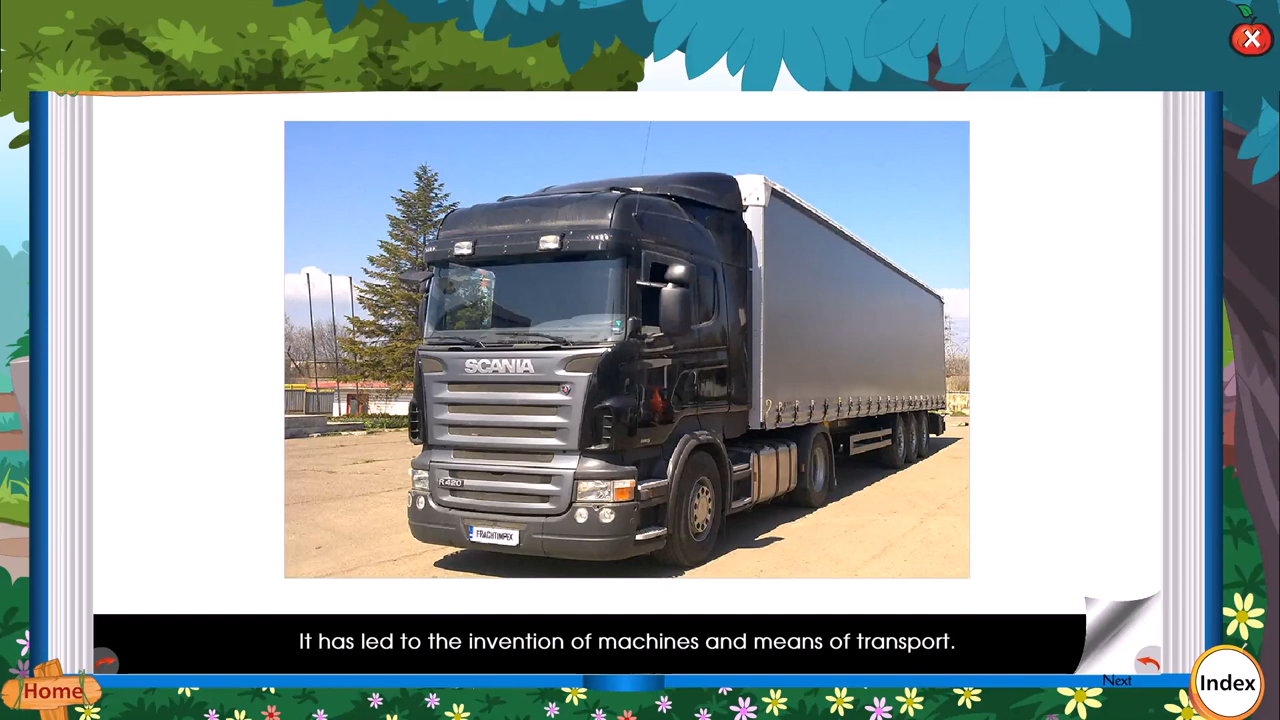 SCANIA
R420
FRACHTIMPEX
It has led to the invention of machines and means of transport.
Home
Next
Index